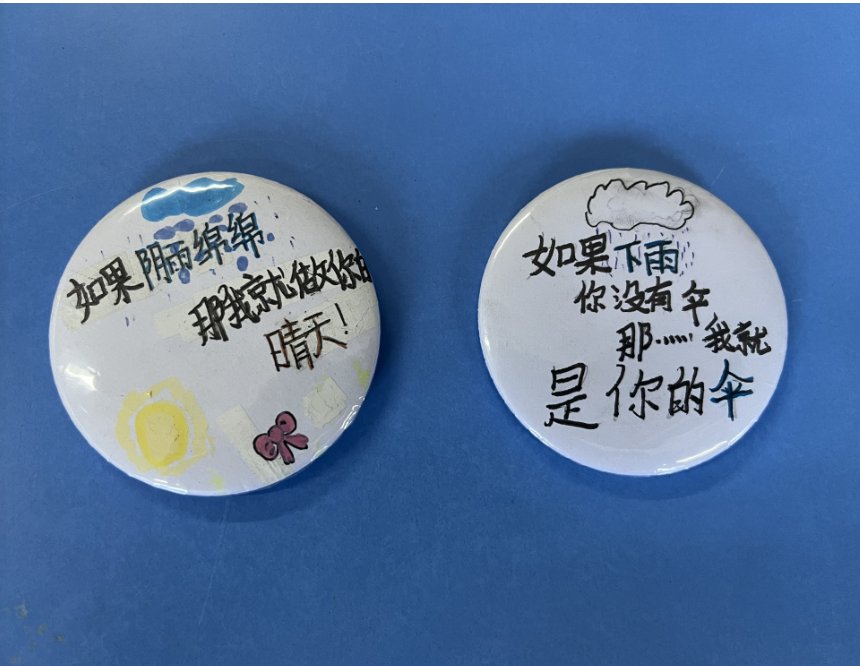 如果阴雨绵绵
那我就做你的
晴天!
如果下雨
你没有伞
那……我就
是你的伞